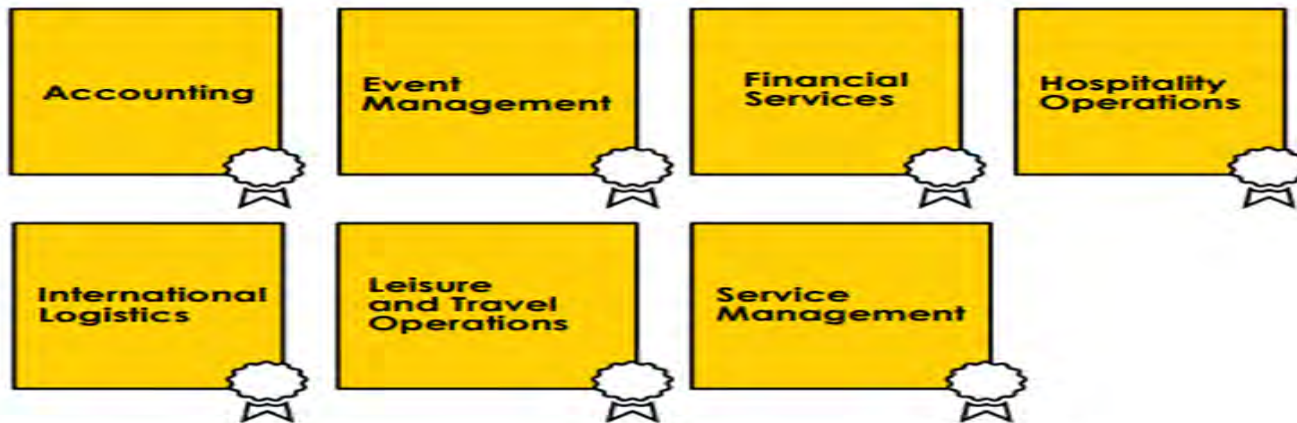 Accounting
Event
Management
Financial
Services
Hospitality
Operations
International
Logistics
Leisure
and Travel
Operations
Service
Management